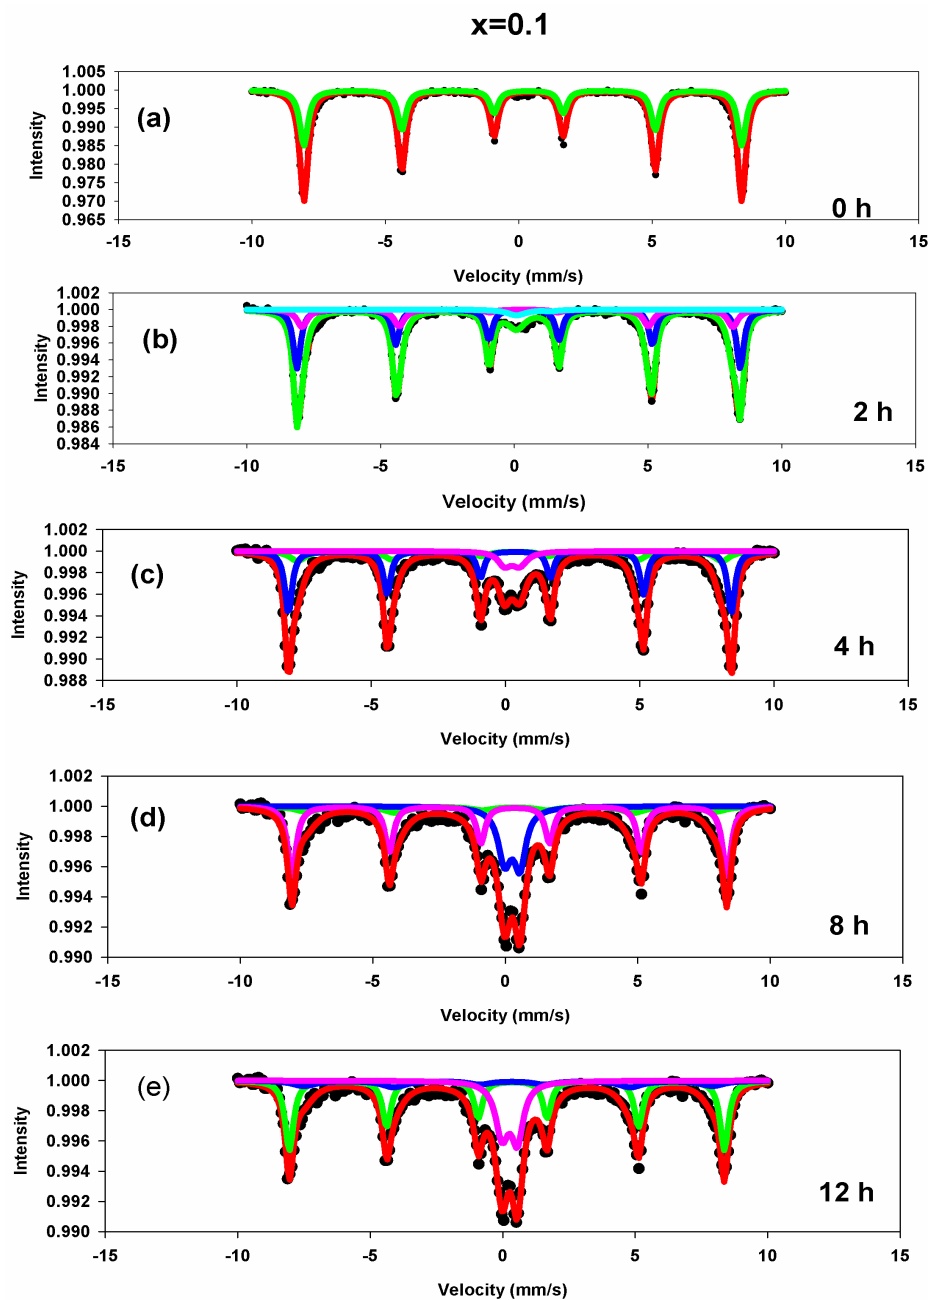 x=0.1
1.005
1.000
0.995
0.990
0.985
0.980
0.975
0.970
0.965
Intensity
(a)
0 h
-15 -10 -5 0 5 10 15
Velocity (mm/s)
1.002
1.000
0.998
0.996
0.994
0.992
0.990
0.988
0.986
0.984
Intensity
(b)
2 h
-15 -10 -5 0 5 10 15
Velocity (mm/s)
1.002
1.000
0.998
0.996
0.994
0.992
0.990
0.988
Intensity
(c)
4 h
-15 -10 -5 0 5 10 15
Velocity (mm/s)
1.002
1.000
0.998
0.996
0.994
0.992
0.990
Intensity
(d)
8 h
-15 -10 -5 0 5 10 15
Velocity (mm/s)
1.002
1.000
0.998
0.996
0.994
0.992
0.990
Intensity
(e)
12 h
-15 -10 -5 0 5 10 15
Velocity (mm/s)